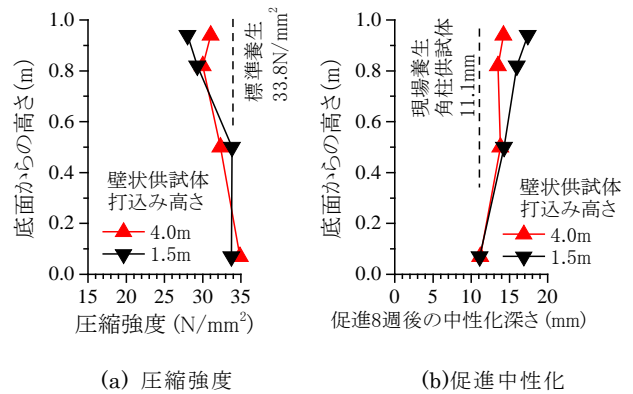 底面からの高さ(m)
1.0
0.8
0.6
0.4
0.2
0.0
15
20
25
30
35
圧縮強度 (N/mm²)
標準養生
33.8N/mm²
壁状供試体
打込み高さ
4.0m
1.5m
(a) 圧縮強度
底面からの高さ(m)
1.0
0.8
0.6
0.4
0.2
0.0
0
5
10
15
20
促進8週後の中性化深さ(mm)
現場養生
角柱供試体
11.1mm
壁状供試体
打込み高さ
4.0m
1.5m
(b)促進中性化